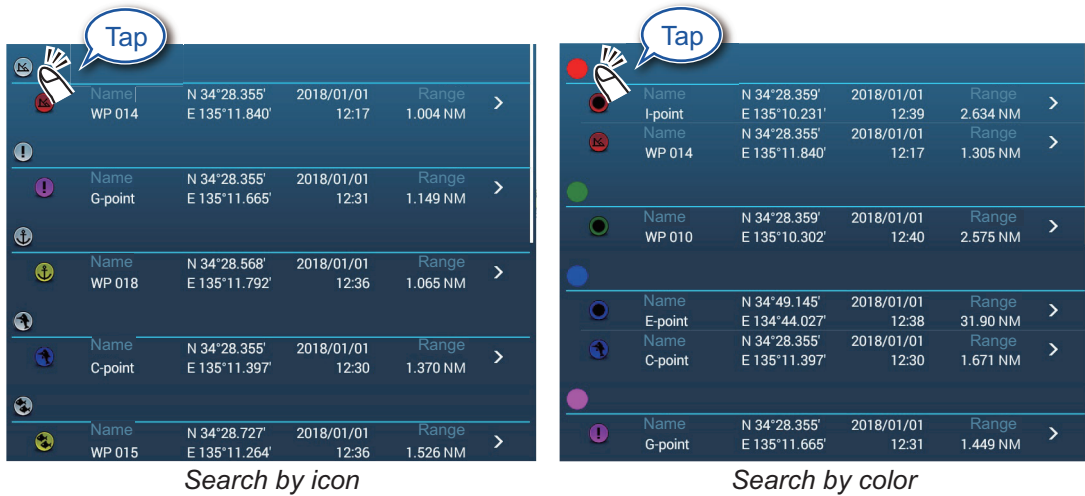 Tap
Name N 34°28.355' 2018/01/01 Range
WP 014 E 135°11.840' 12:17 1.004 NM >
Name N 34°28.355' 2018/01/01 Range
G-point E 135°11.665' 12:31 1.149 NM >
Name N 34°28.568' 2018/01/01 Range
WP 018 E 135°11.792' 12:36 1.065 NM >
Name N 34°28.355' 2018/01/01 Range
C-point E 135°11.397' 12:30 1.370 NM >
Name N 34°28.727' 2018/01/01 Range
WP 015 E 135°11.264' 12:36 1.526 NM >
Search by icon
Tap
Name N 34°28.359' 2018/01/01 Range
I-point E 135°10.231' 12:39 2.634 NM >
Name N 34°28.355' 2018/01/01 Range
WP 014 E 135°11.840' 12:17 1.305 NM >
Name N 34°28.359' 2018/01/01 Range
WP 010 E 135°10.302' 12:40 2.575 NM >
Name N 34°49.145' 2018/01/01 Range
E-point E 134°44.027' 12:38 31.90 NM >
Name N 34°28.355' 2018/01/01 Range
C-point E 135°11.397' 12:30 1.671 NM >
Name N 34°28.355' 2018/01/01 Range
G-point E 135°11.665' 12:31 1.449 NM >
Search by color